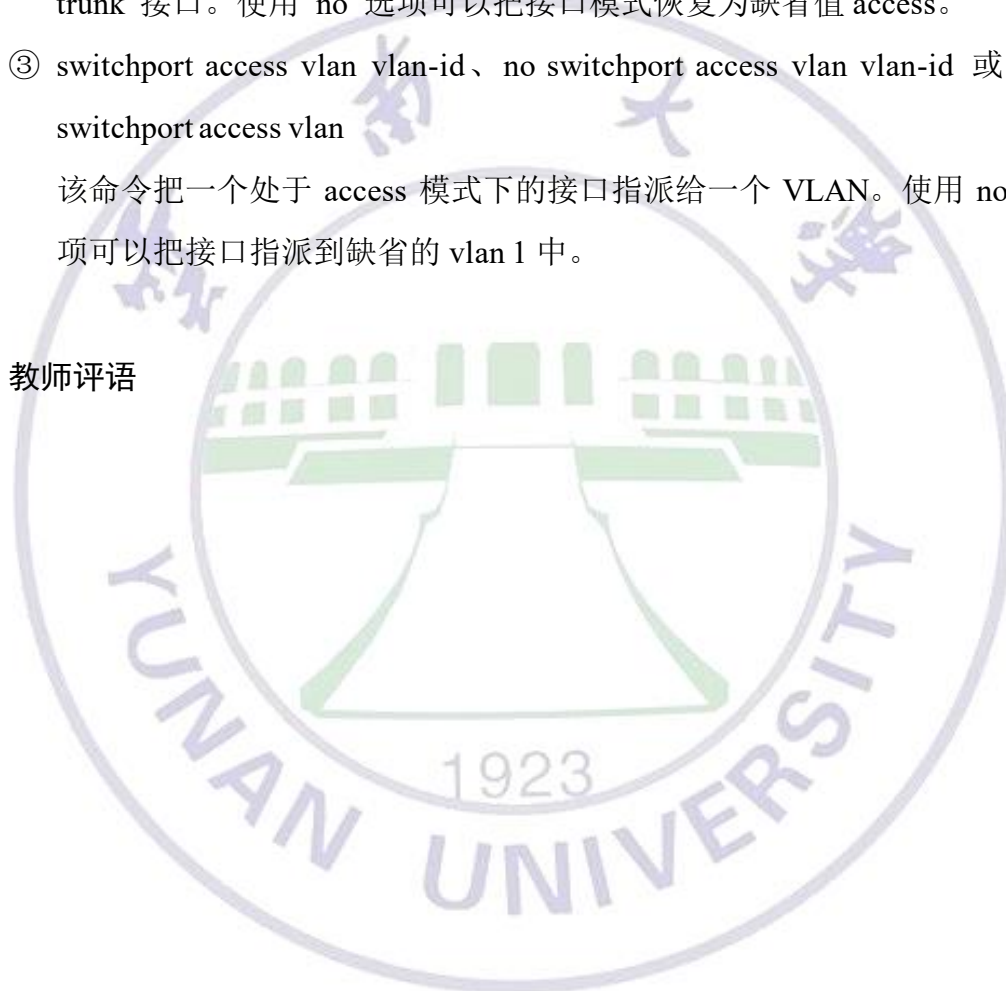 trunk 接口。使用 no 选项可以把接口模式恢复为缺省值 access。
③ switchport access vlan vlan-id、no switchport access vlan vlan-id 或
switchport access vlan
该命令把一个处于 access 模式下的接口指派给一个 VLAN。使用 no
项可以把接口指派到缺省的 vlan 1 中。
教师评语
1923
YUNAN UNIVERSITY